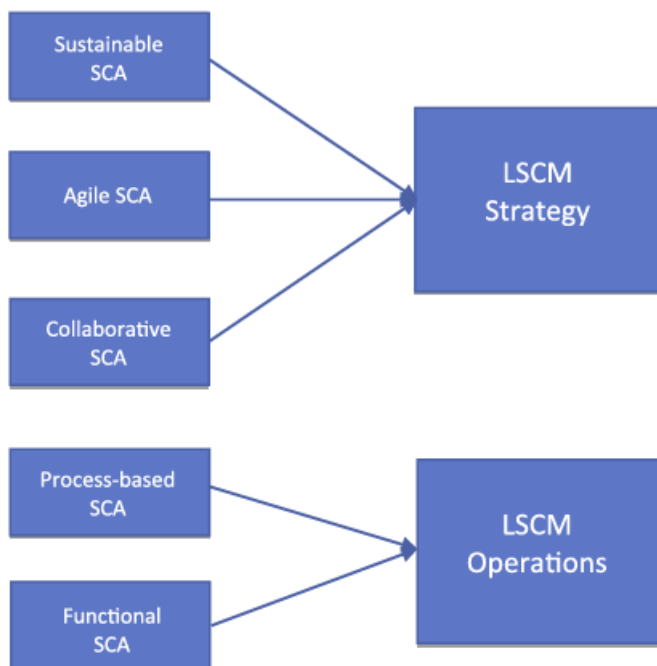 Sustainable
SCA
Agile SCA
Collaborative
SCA
LSCM
Strategy
Process-based
SCA
Functional
SCA
LSCM
Operations